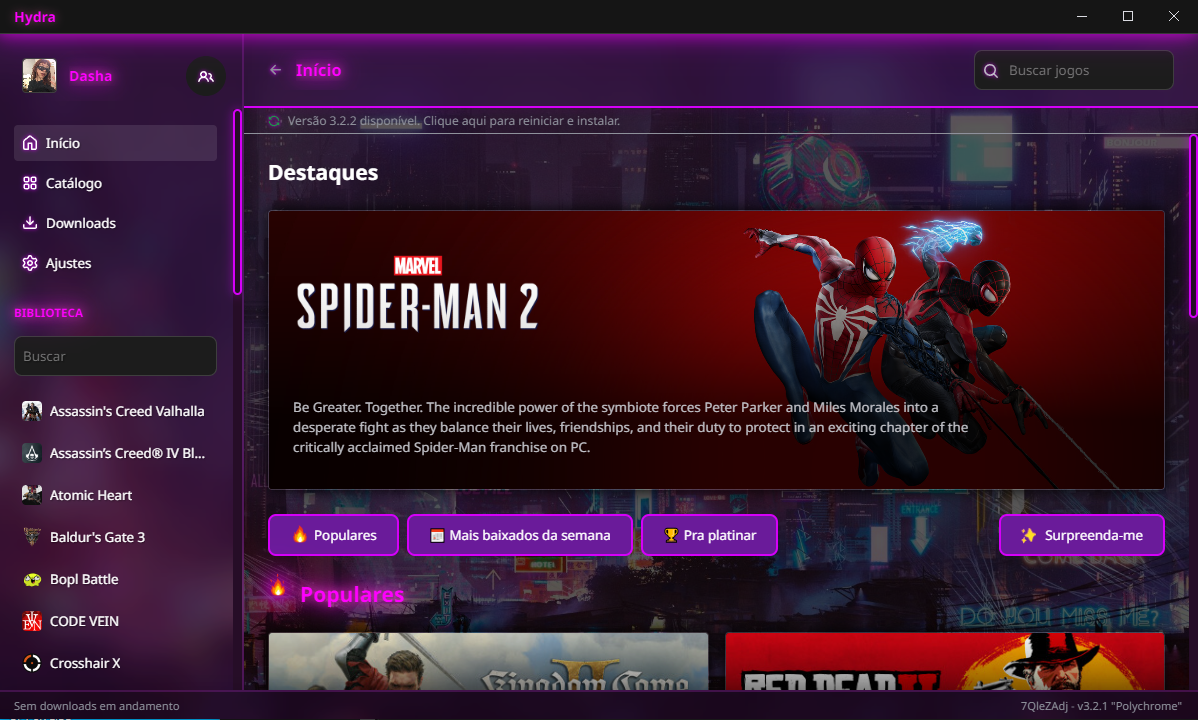 Hydra
Dasha
Início
Buscar jogos
Versão 3.2.2 disponível. Clique aqui para reiniciar e instalar.
Início
Catálogo
Downloads
Ajustes
BIBLIOTECA
Buscar
Assassin's Creed Valhalla
Assassin's Creed® IV Bl...
Atomic Heart
Baldur's Gate 3
Bopl Battle
CODE VEIN
Crosshair X
Destaques
MARVEL
SPIDER-MAN 2
Be Greater. Together. The incredible power of the symbiote forces Peter Parker and Miles Morales into a
desperate fight as they balance their lives, friendships, and their duty to protect in an exciting chapter of the
critically acclaimed Spider-Man franchise on PC.
ENTRANCE
Populares
Mais baixados da semana
Pra platinar
Surpreenda-me
HOTEL
COME BACK
Populares
DO YOU MISS ME?
Kingdom Come
II
RED DEAD II
Sem downloads em andamento
7QleZAdj - v3.2.1 "Polychrome"